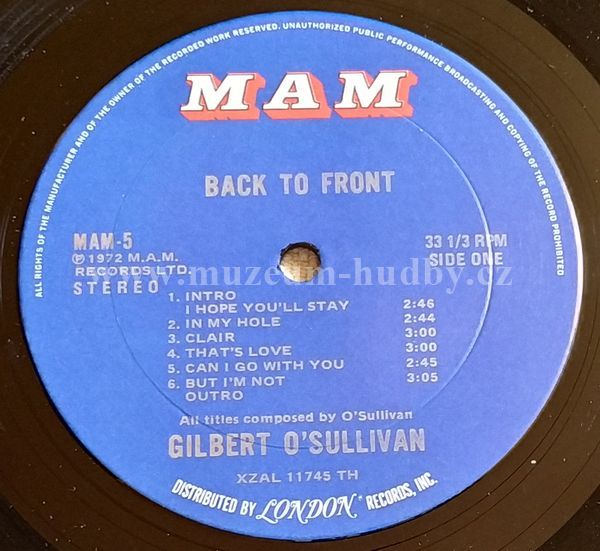 ALL RIGHTS OF THE MANUFACTURER AND OF THE OWNER OF THE RECORDED WORK RESERVED. UNAUTHORIZED PUBLIC PERFORMANCE BROADCASTING AND COPYING OF THE RECORD PROHIBITED
MAM
BACK TO FRONT
MAM-5
℗ 1972 M.A.M.
RECORDS LTD.
STEREO
33 1/3 RPM
SIDE ONE
www.muzeum-hudby.cz
1. INTRO
I HOPE YOU'LL STAY 2:46
2. IN MY HOLE 2:44
3. CLAIR 3:00
4. THAT'S LOVE 3:00
5. CAN I GO WITH YOU 2:45
6. BUT I'M NOT 3:05
OUTRO
All titles composed by O'Sullivan
GILBERT O'SULLIVAN
XZAL 11745 TH
DISTRIBUTED BY LONDON® RECORDS, INC.